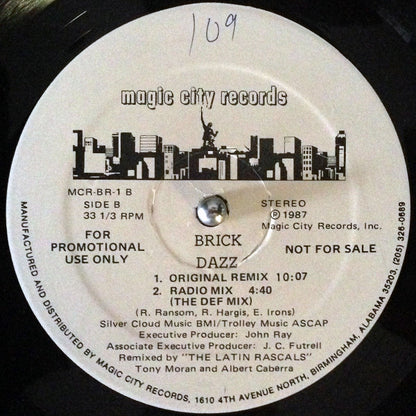 109
magic city records
MCR-BR-1 B
SIDE B
33 1/3 RPM
STEREO
℗1987
Magic City Records, Inc.
FOR
PROMOTIONAL
USE ONLY
NOT FOR SALE
BRICK
DAZZ
1. ORIGINAL REMIX 10:07
2. RADIO MIX 4:40
(THE DEF MIX)
(R. Ransom, R. Hargis, E. Irons)
Silver Cloud Music BMI/Trolley Music ASCAP
Executive Producer: John Ray
Associate Executive Producer: J. C. Futrell
Remixed by "THE LATIN RASCALS"
Tony Moran and Albert Caberra
MANUFACTURED AND DISTRIBUTED BY MAGIC CITY RECORDS, 1610 4TH AVENUE NORTH, BIRMINGHAM, ALABAMA 35203, (205) 326-0689